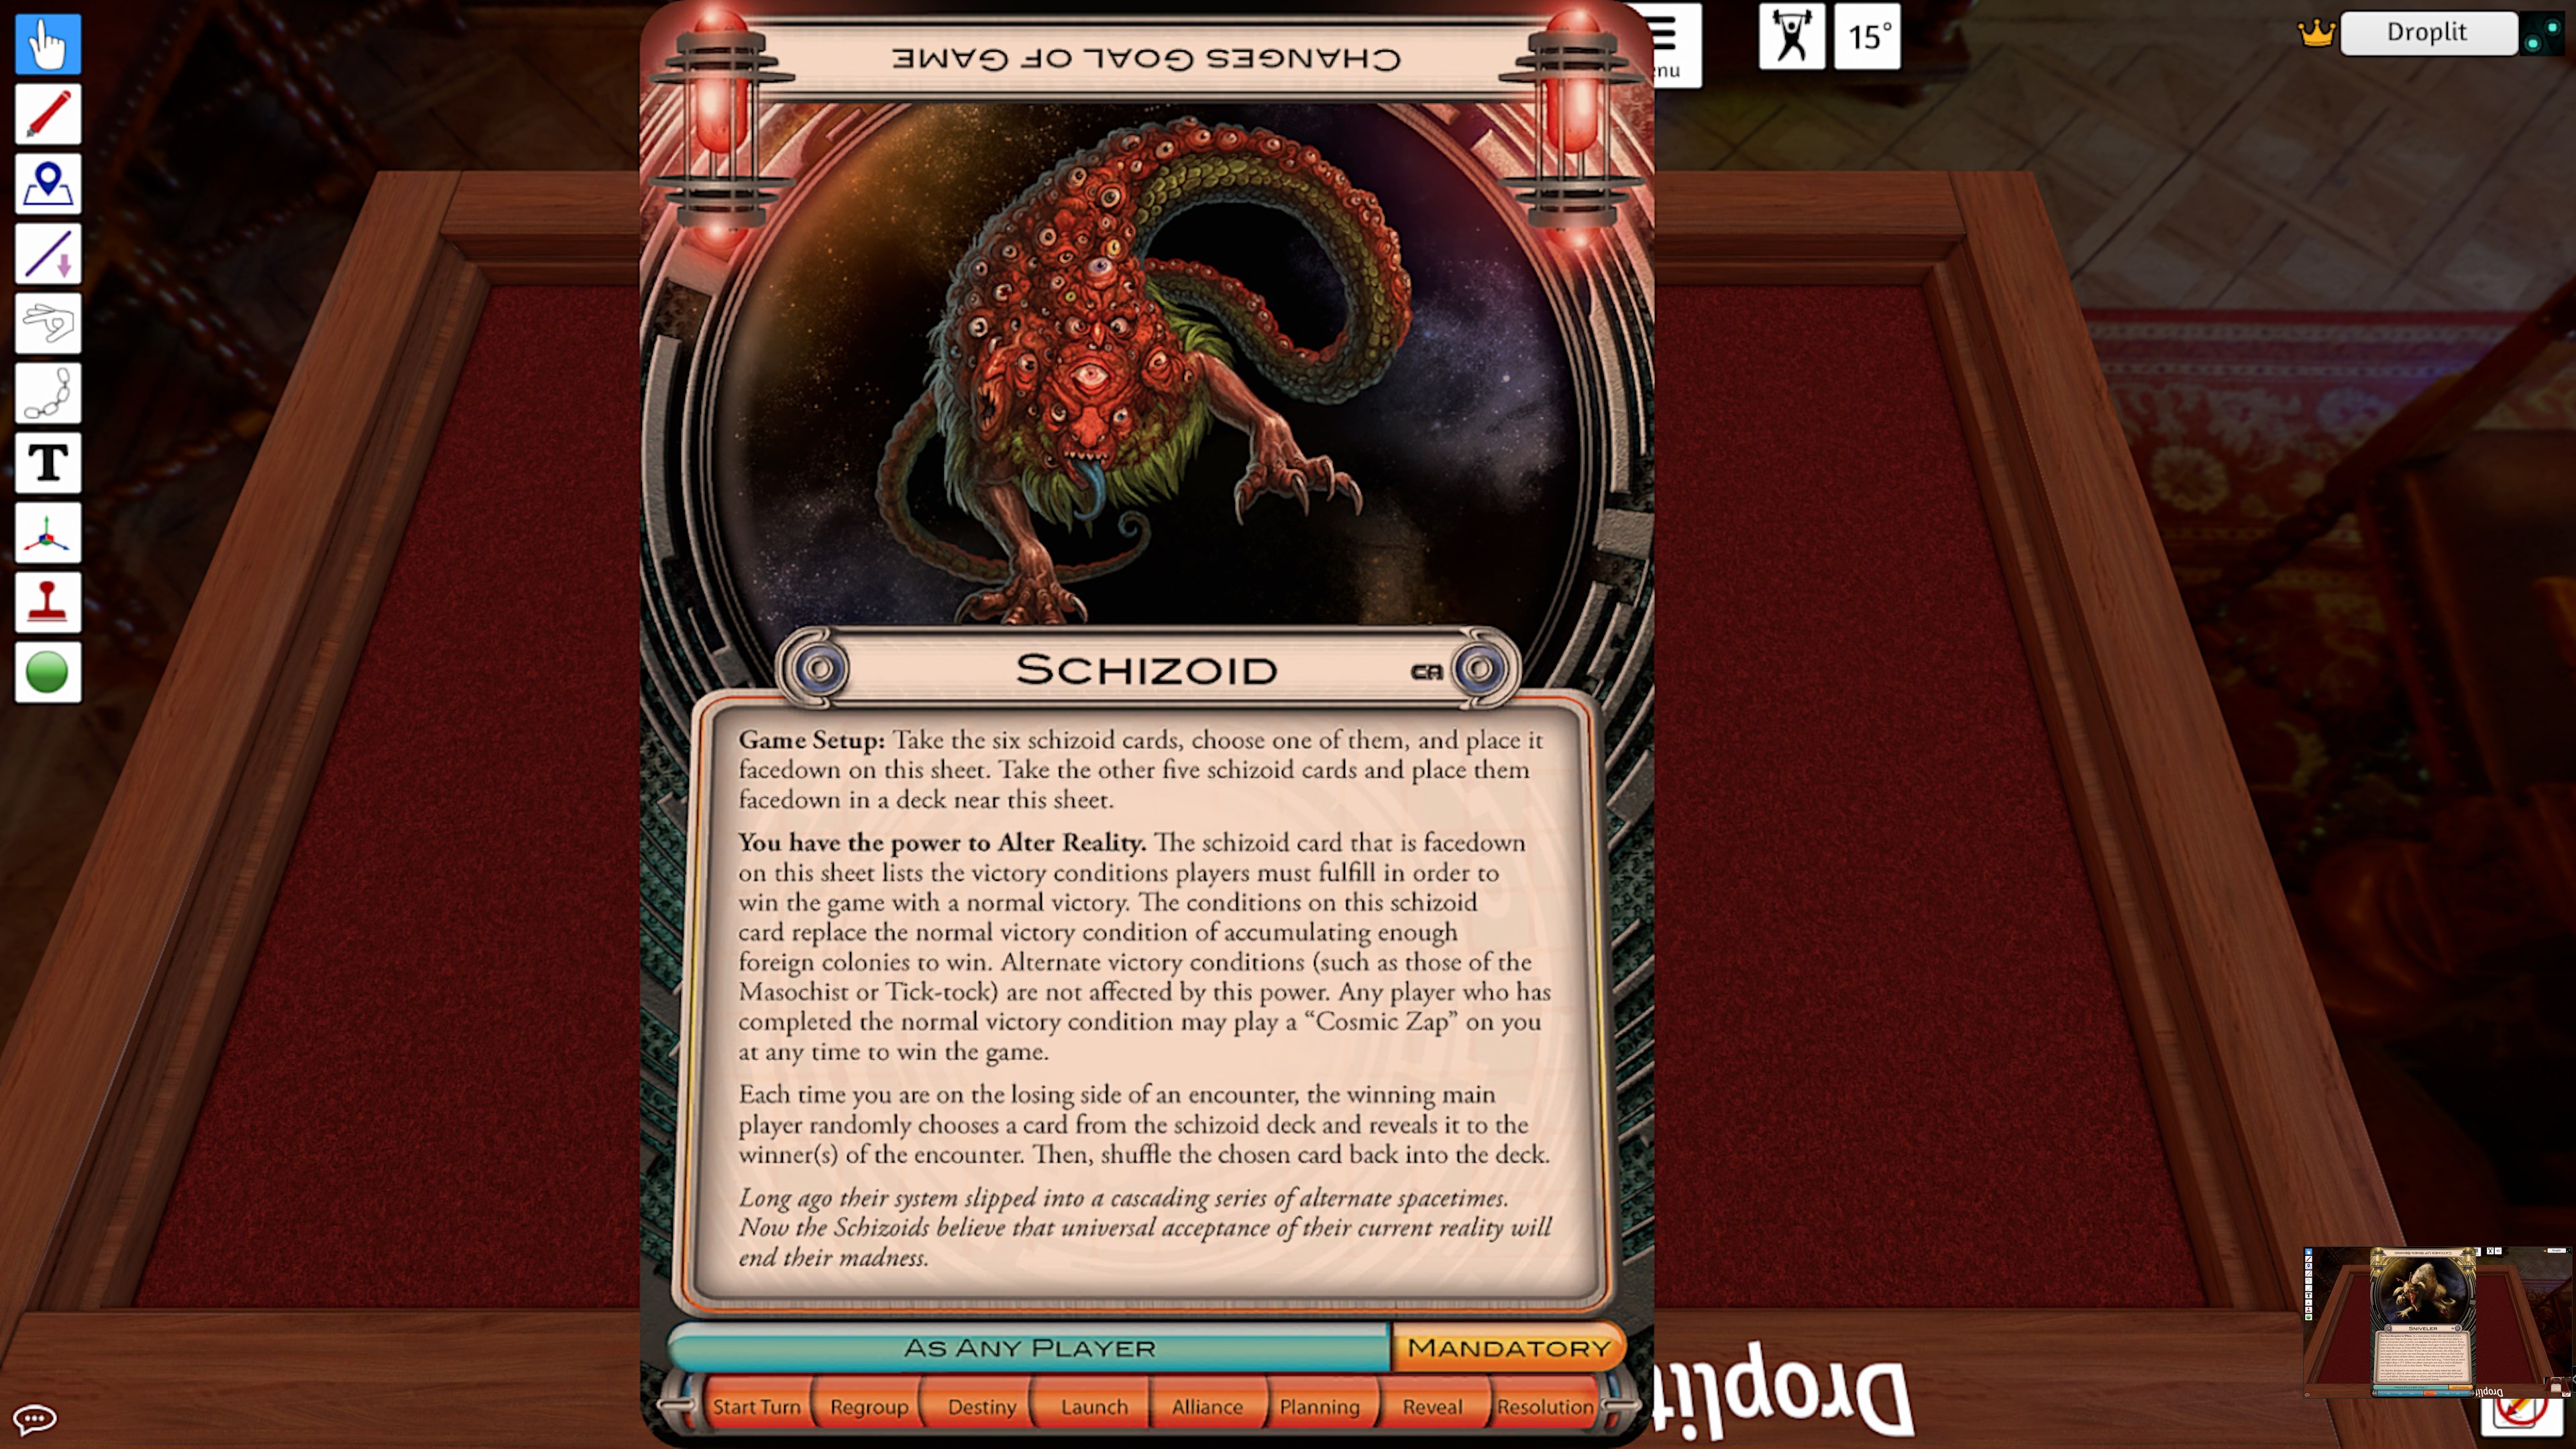 CHANGES GOAL OF GAME
nu
15°
Droplit
T
SCHIZOID
CA
Game Setup: Take the six schizoid cards, choose one of them, and place it
facedown on this sheet. Take the other five schizoid cards and place them
facedown in a deck near this sheet.
You have the power to Alter Reality. The schizoid card that is facedown
on this sheet lists the victory conditions players must fulfill in order to
win the game with a normal victory. The conditions on this schizoid
card replace the normal victory condition of accumulating enough
foreign colonies to win. Alternate victory conditions (such as those of the
Masochist or Tick-tock) are not affected by this power. Any player who has
completed the normal victory condition may play a “Cosmic Zap” on you
at any time to win the game.
Each time you are on the losing side of an encounter, the winning main
player randomly chooses a card from the schizoid deck and reveals it to the
winner(s) of the encounter. Then, shuffle the chosen card back into the deck.
Long ago their system slipped into a cascading series of alternate spacetimes.
Now the Schizoids believe that universal acceptance of their current reality will
end their madness.
AS ANY PLAYER
MANDATORY
Start Turn Regroup Destiny Launch Alliance Planning Reveal Resolution
Droplit
SNIVELER
Droplit